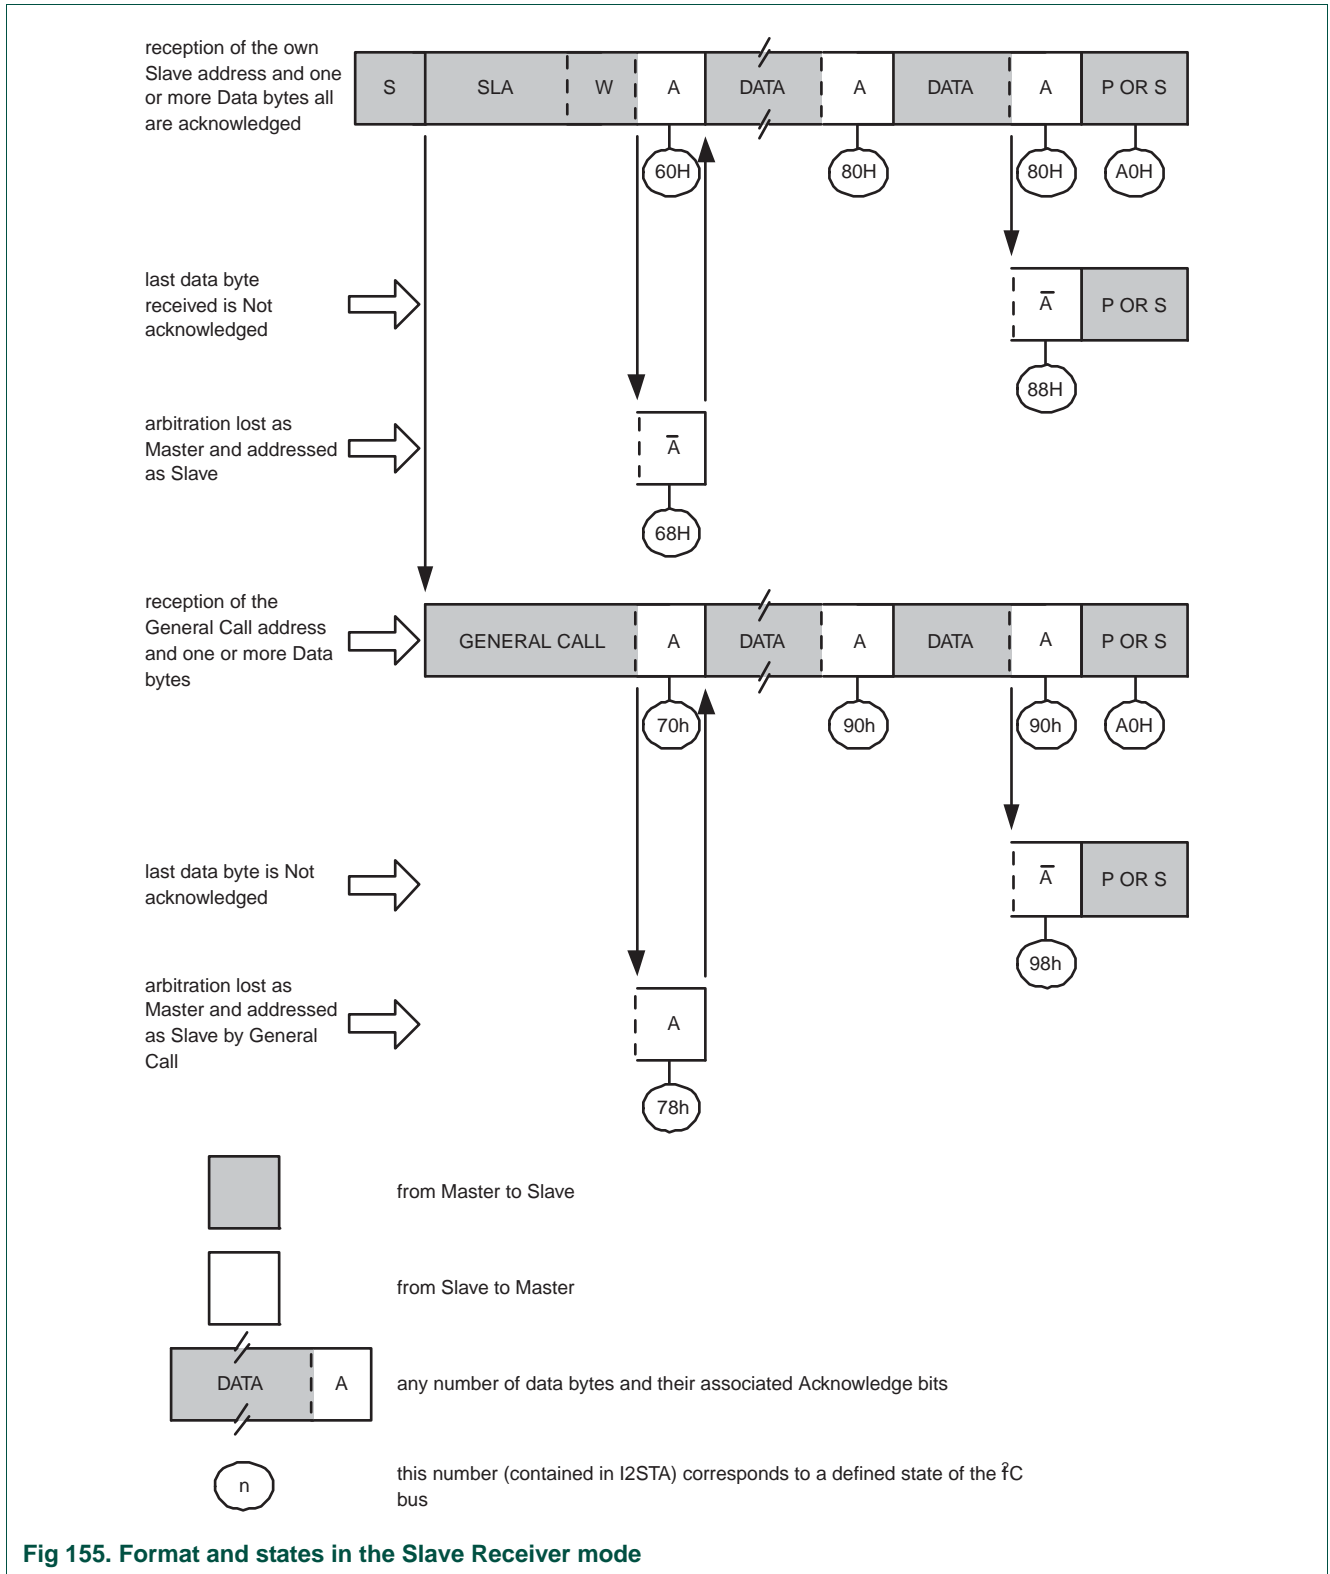 reception of the own
Slave address and one
or more Data bytes all
are acknowledged
S SLA W A DATA A DATA A P OR S
60H 80H 80H A0H
last data byte
received is Not
acknowledged
A̅ P OR S
88H
arbitration lost as
Master and addressed
as Slave
A̅
68H
reception of the
General Call address
and one or more Data
bytes
GENERAL CALL A DATA A DATA A P OR S
70h 90h 90h A0H
last data byte is Not
acknowledged
A̅ P OR S
98h
arbitration lost as
Master and addressed
as Slave by General
Call
A
78h
from Master to Slave
from Slave to Master
DATA A
any number of data bytes and their associated Acknowledge bits
n
this number (contained in I2STA) corresponds to a defined state of the I²C
bus
Fig 155. Format and states in the Slave Receiver mode